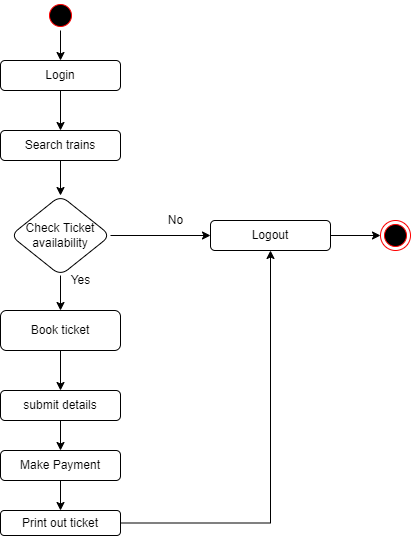 Login
Search trains
Check Ticket
availability
No
Logout
Yes
Book ticket
submit details
Make Payment
Print out ticket